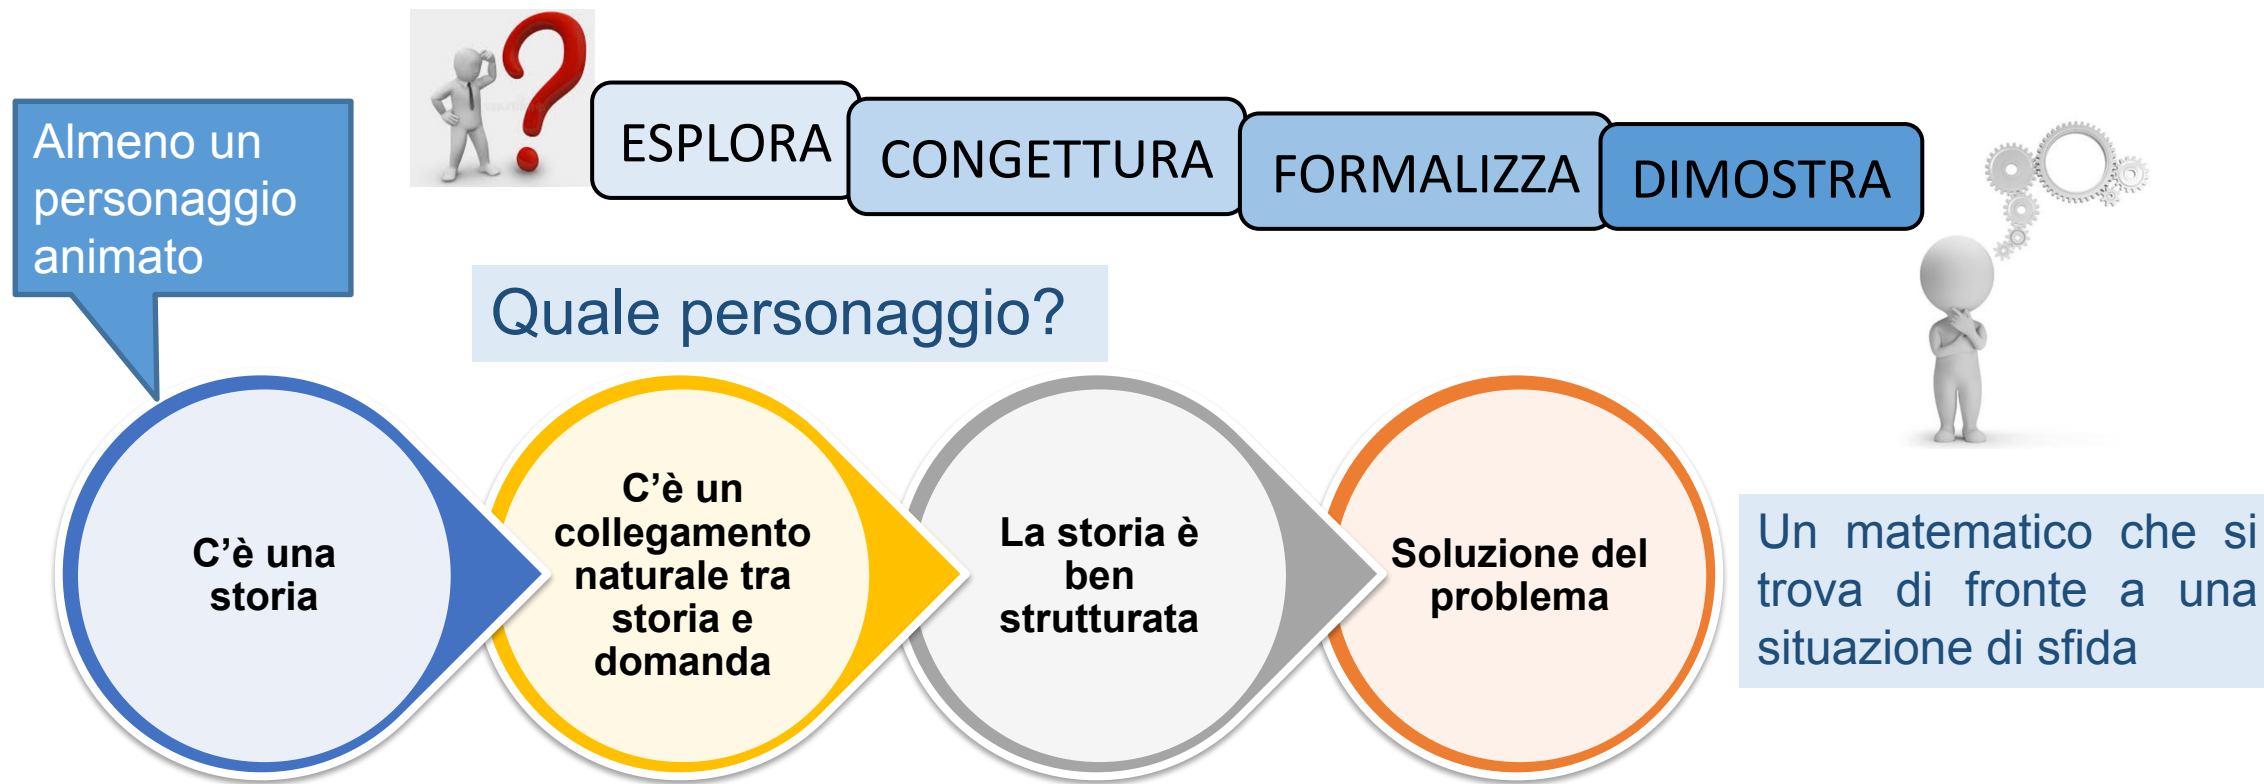 Almeno un
personaggio
animato
ESPLORA
CONGETTURA
FORMALIZZA
DIMOSTRA
Quale personaggio?
C’è una
storia
C’è un
collegamento
naturale tra
storia e
domanda
La storia è
ben
strutturata
Soluzione del
problema
Un matematico che si
trova di fronte a una
situazione di sfida